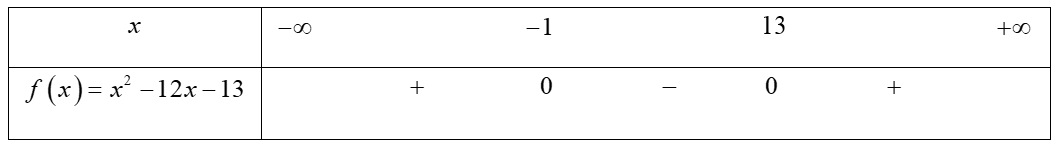 x −∞ −1 13 +∞
f(x) = x² −12x −13 + 0 − 0 +